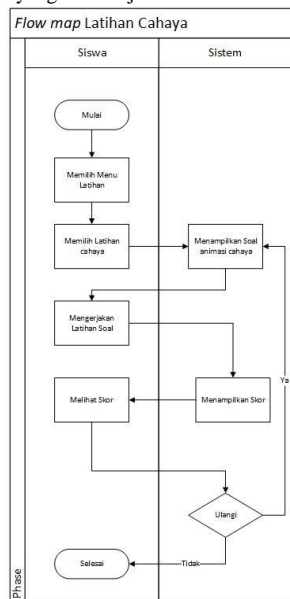 Flow map Latihan Cahaya
Siswa
Sistem
Mulai
Memilih Menu
Latihan
Memilih Latihan
cahaya
Menampilkan Soal
animasi cahaya
Mengerjakan
Latihan Soal
Melihat Skor
Menampilkan Skor
Ya
Ulangi
Selesai
Tidak
Phase